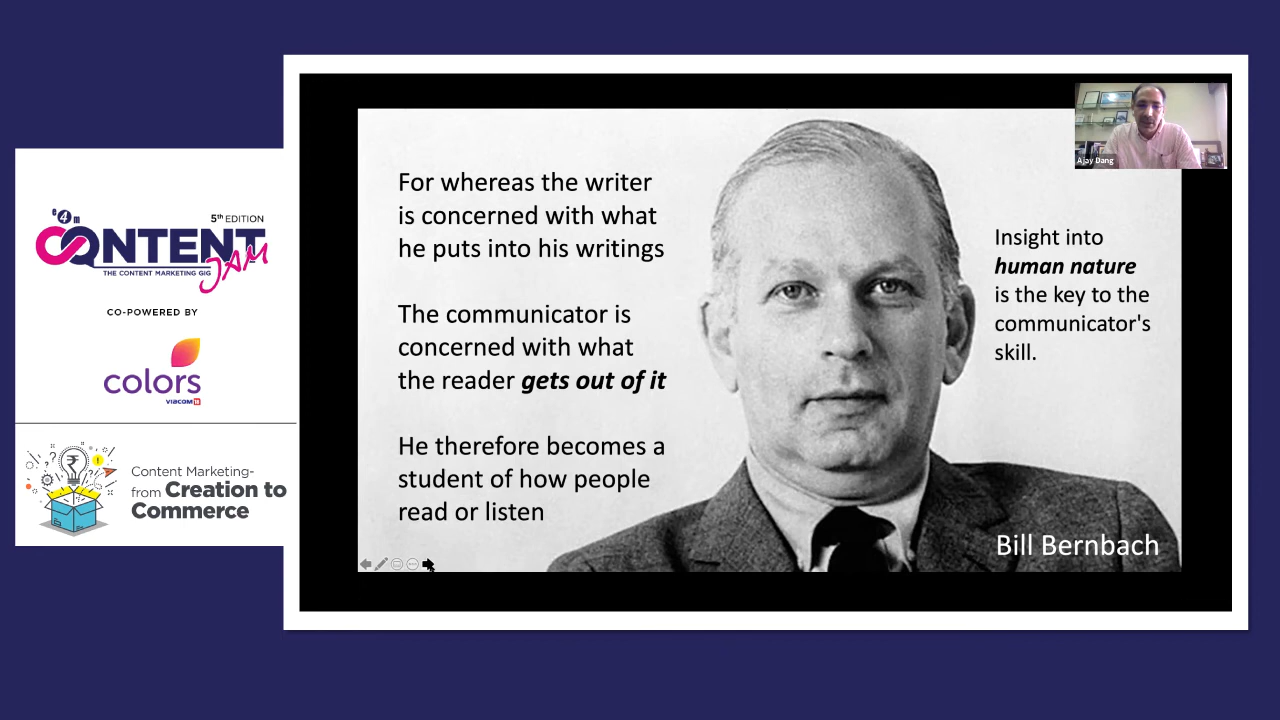 e4m
5th EDITION
CONTENT
JAM
THE CONTENT MARKETING GIG
CO-POWERED BY
colors
VIACOM18
Content Marketing-
from Creation to
Commerce
For whereas the writer
is concerned with what
he puts into his writings
The communicator is
concerned with what
the reader gets out of it
He therefore becomes a
student of how people
read or listen
Insight into
human nature
is the key to the
communicator's
skill.
Bill Bernbach
Ajay Dang